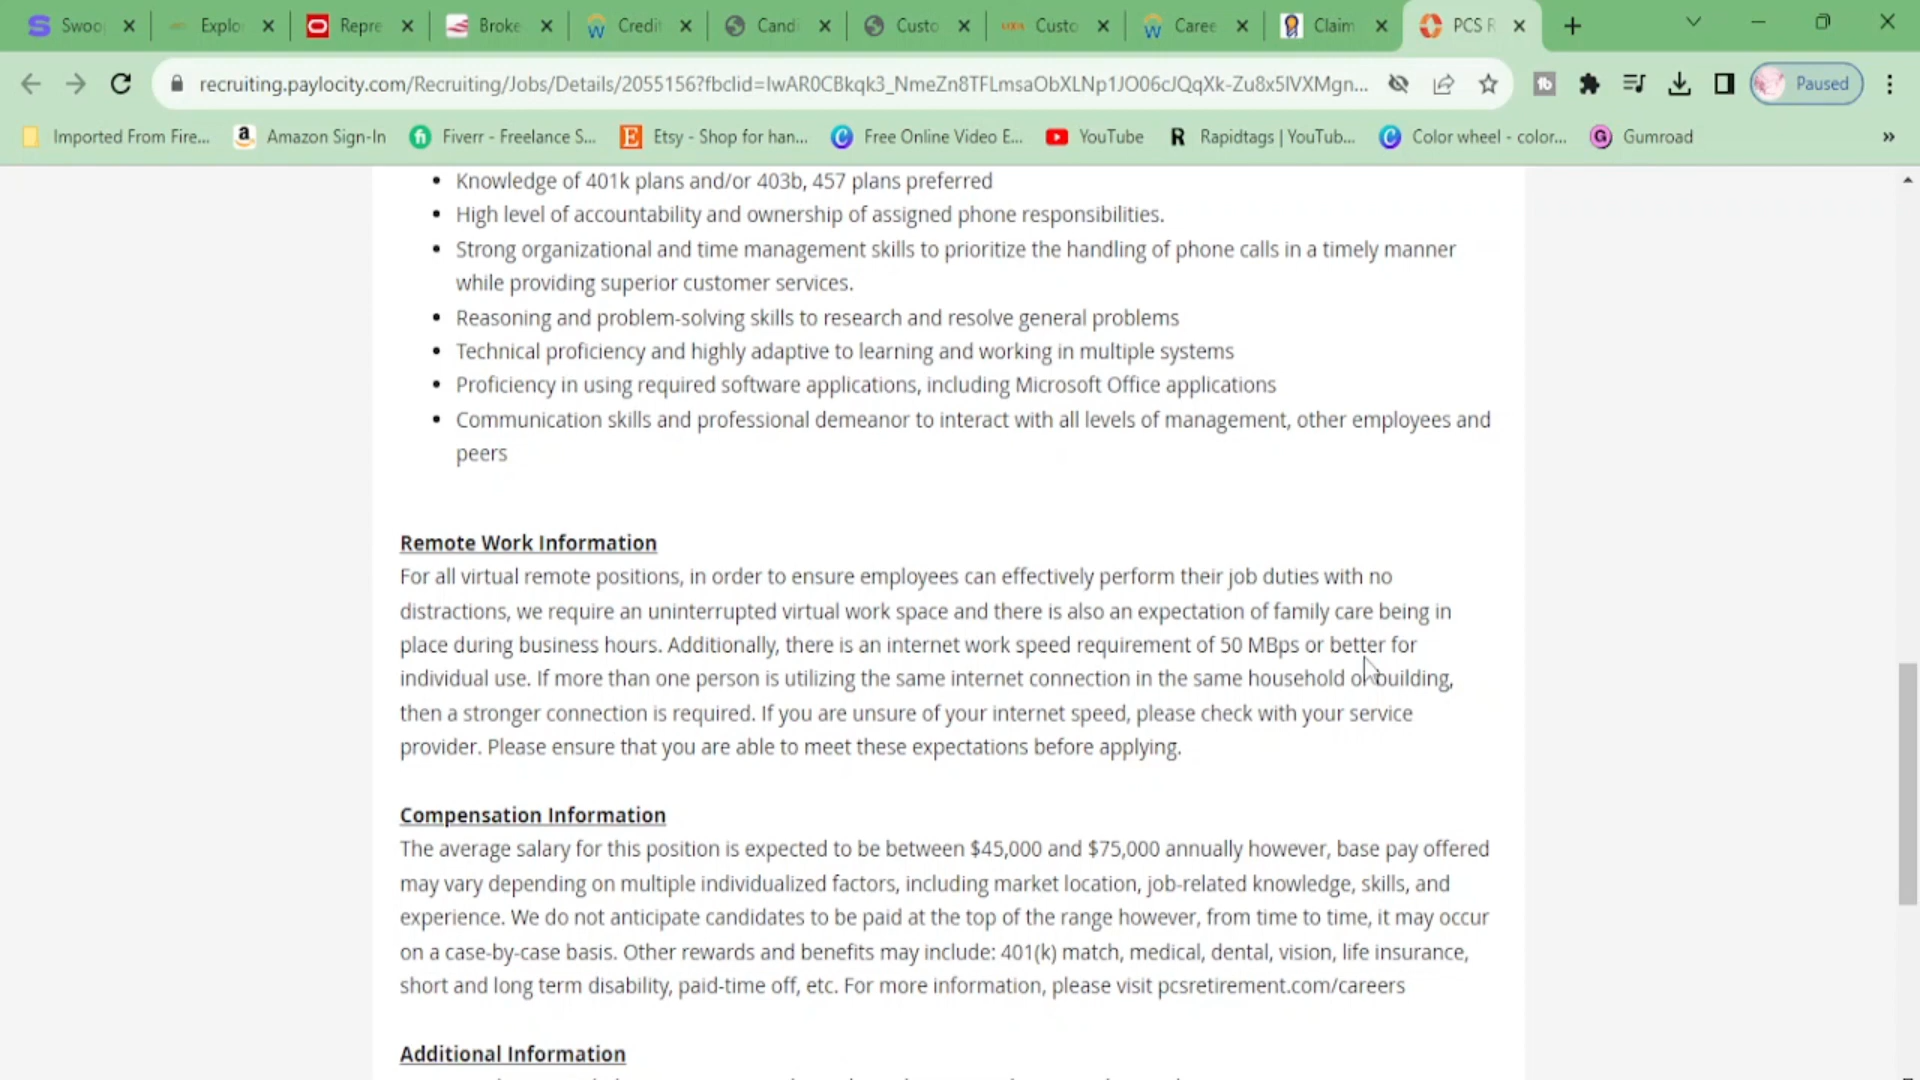 Swoo
Explo
Repre
Broke
Credit
Candi
Custo
Custo
Caree
Claim
PCS R
recruiting.paylocity.com/Recruiting/Jobs/Details/2055156?fbclid=IwAR0CBkqk3_NmeZn8TFLmsaObXLNp1JO06cJQqXk-Zu8x5IVXMgn...
Paused
Imported From Fire...
Amazon Sign-In
Fiverr - Freelance S...
Etsy - Shop for han...
Free Online Video E...
YouTube
Rapidtags | YouTub...
Color wheel - color...
Gumroad
• Knowledge of 401k plans and/or 403b, 457 plans preferred
• High level of accountability and ownership of assigned phone responsibilities.
• Strong organizational and time management skills to prioritize the handling of phone calls in a timely manner
while providing superior customer services.
• Reasoning and problem-solving skills to research and resolve general problems
• Technical proficiency and highly adaptive to learning and working in multiple systems
• Proficiency in using required software applications, including Microsoft Office applications
• Communication skills and professional demeanor to interact with all levels of management, other employees and
peers
Remote Work Information
For all virtual remote positions, in order to ensure employees can effectively perform their job duties with no
distractions, we require an uninterrupted virtual work space and there is also an expectation of family care being in
place during business hours. Additionally, there is an internet work speed requirement of 50 MBps or better for
individual use. If more than one person is utilizing the same internet connection in the same household or building,
then a stronger connection is required. If you are unsure of your internet speed, please check with your service
provider. Please ensure that you are able to meet these expectations before applying.
Compensation Information
The average salary for this position is expected to be between $45,000 and $75,000 annually however, base pay offered
may vary depending on multiple individualized factors, including market location, job-related knowledge, skills, and
experience. We do not anticipate candidates to be paid at the top of the range however, from time to time, it may occur
on a case-by-case basis. Other rewards and benefits may include: 401(k) match, medical, dental, vision, life insurance,
short and long term disability, paid-time off, etc. For more information, please visit pcsretirement.com/careers
Additional Information